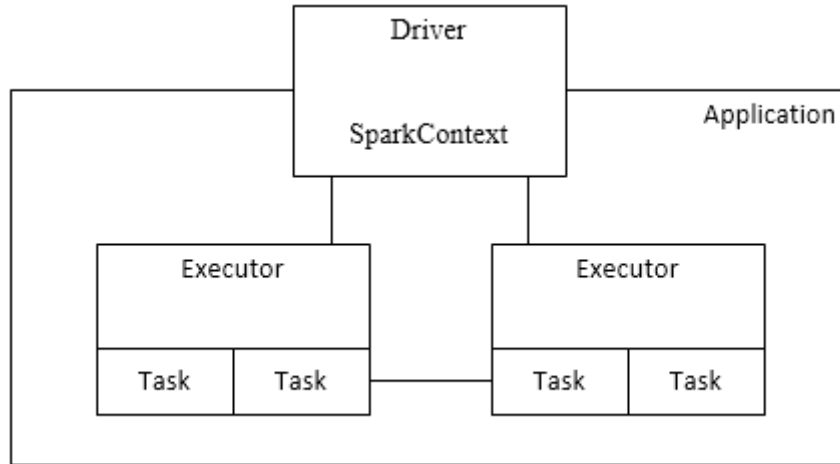 Driver
SparkContext
Application
Executor
Executor
Task
Task
Task
Task